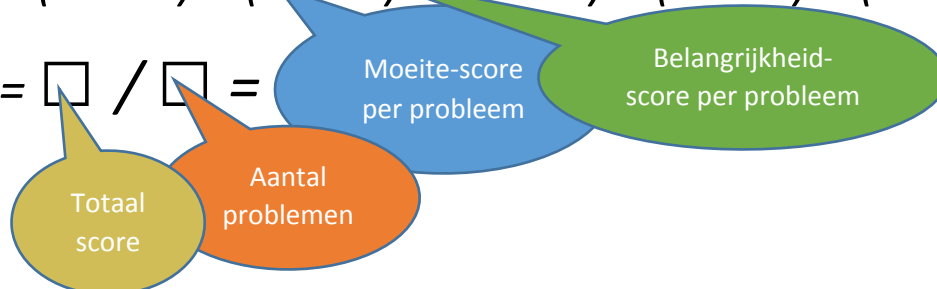 = □ / □ =
Moeite-score
per probleem
Belangrijkheid-
score per probleem
Aantal
problemen
Totaal
score